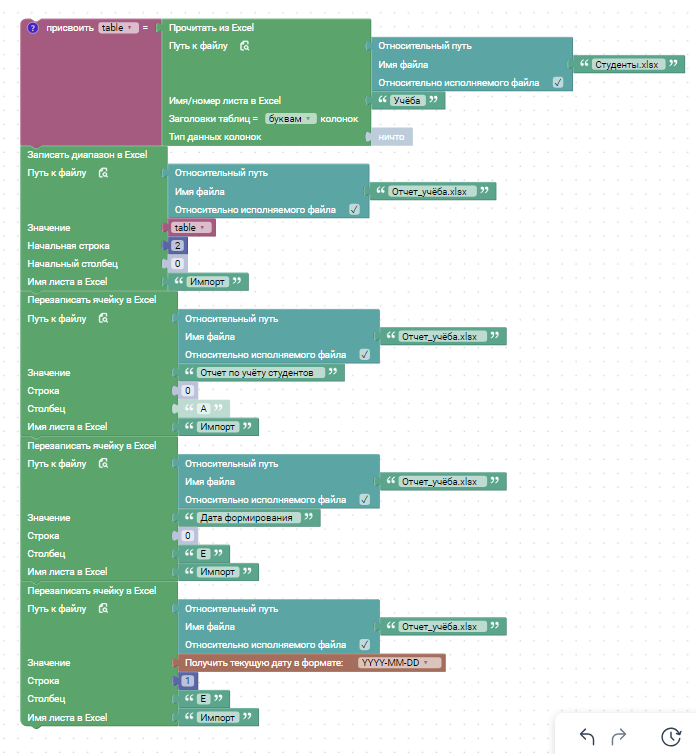 ? присвоить table ▾ = Прочитать из Excel
Путь к файлу Относительный путь
Имя файла “ Студенты.xlsx ”
Относительно исполняемого файла ✓
Имя/номер листа в Excel “ Учёба ”
Заголовки таблиц = буквам ▾ колонок
Тип данных колонок ничто
Записать диапазон в Excel
Путь к файлу Относительный путь
Имя файла “ Отчет_учёба.xlsx ”
Относительно исполняемого файла ✓
Значение table ▾
Начальная строка 2
Начальный столбец 0
Имя листа в Excel “ Импорт ”
Перезаписать ячейку в Excel
Путь к файлу Относительный путь
Имя файла “ Отчет_учёба.xlsx ”
Относительно исполняемого файла ✓
Значение “ Отчет по учёту студентов ”
Строка 0
Столбец “ A ”
Имя листа в Excel “ Импорт ”
Перезаписать ячейку в Excel
Путь к файлу Относительный путь
Имя файла “ Отчет_учёба.xlsx ”
Относительно исполняемого файла ✓
Значение “ Дата формирования ”
Строка 0
Столбец “ E ”
Имя листа в Excel “ Импорт ”
Перезаписать ячейку в Excel
Путь к файлу Относительный путь
Имя файла “ Отчет_учёба.xlsx ”
Относительно исполняемого файла ✓
Значение Получить текущую дату в формате: YYYY-MM-DD ▾
Строка 1
Столбец “ E ”
Имя листа в Excel “ Импорт ”